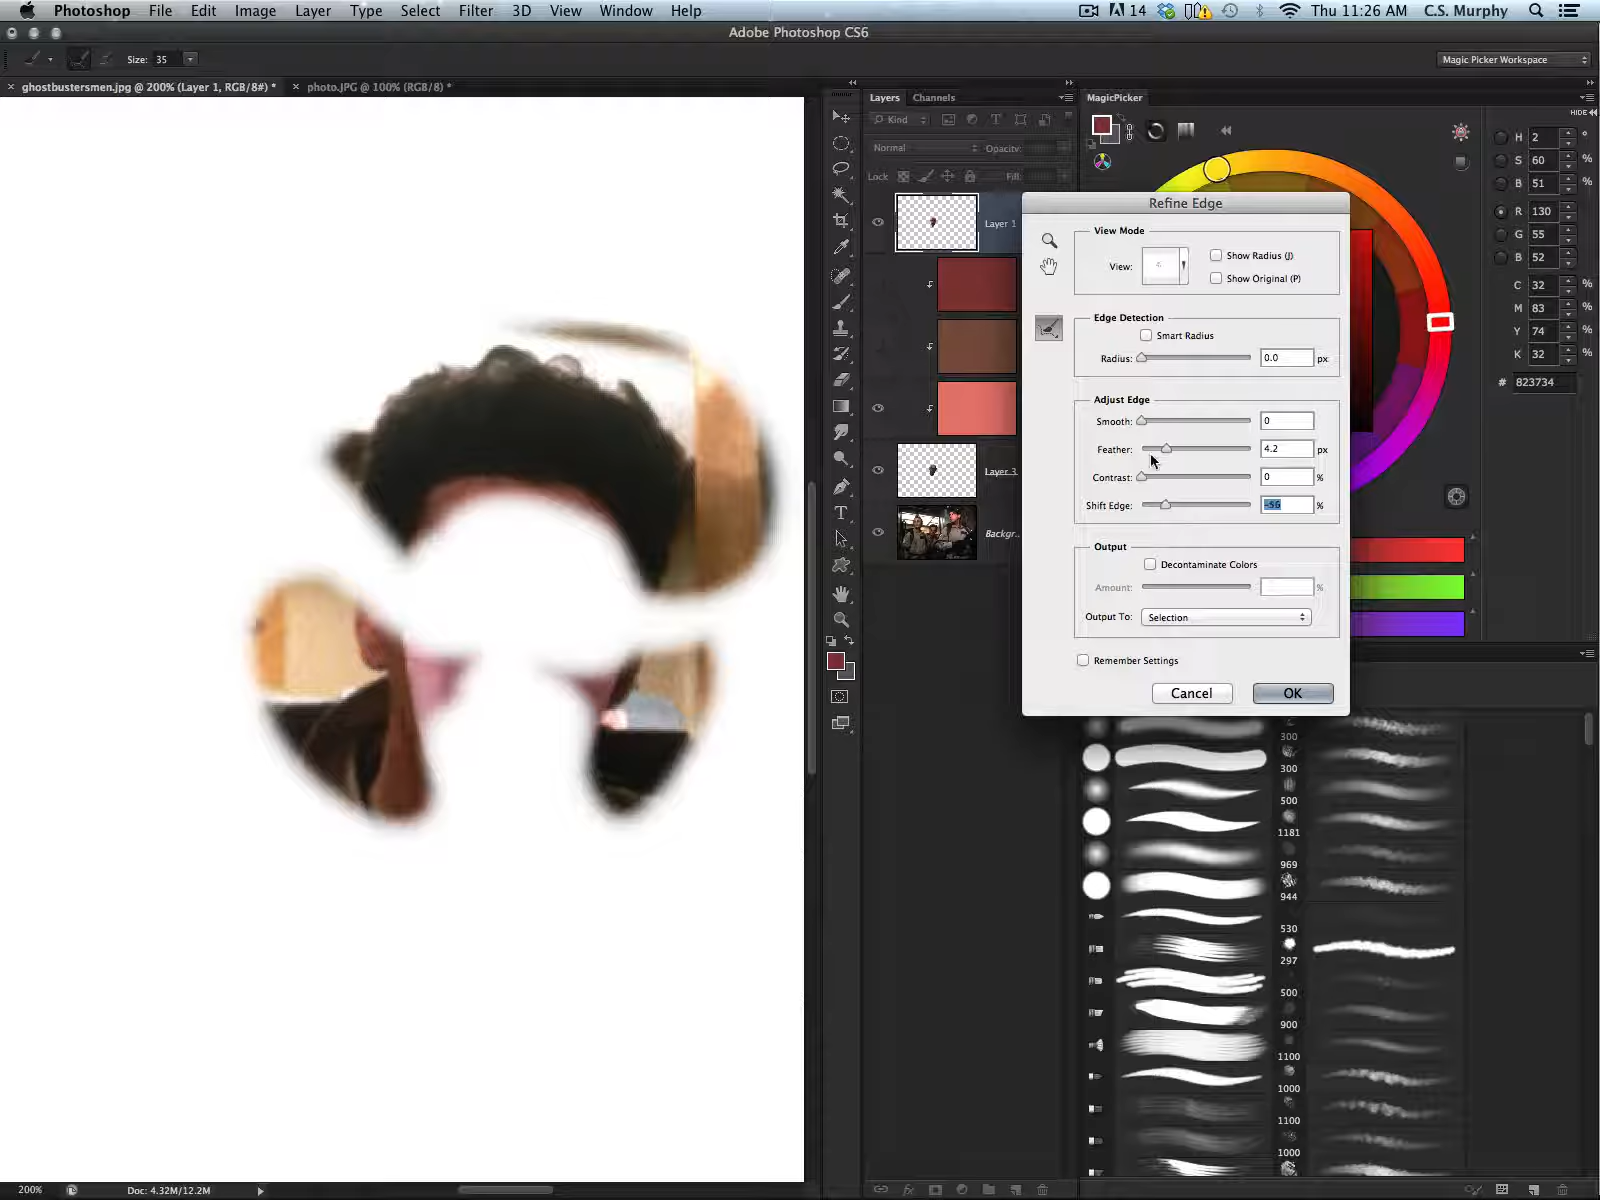 Photoshop File Edit Image Layer Type Select Filter 3D View Window Help 14 Thu 11:26 AM C.S. Murphy
Adobe Photoshop CS6
Size: 35 Magic Picker Workspace
× ghostbustersmen.jpg @ 200% (Layer 1, RGB/8#) * × photo.JPG @ 100% (RGB/8) *
Layers Channels MagicPicker
HIDE
Kind
Normal Opacity:
Lock Fill:
Layer 1
Layer 3
Backgr...
H 2 °
S 60 %
B 51 %
R 130
G 55
B 52
C 32 %
M 83 %
Y 74 %
K 32 %
# 823734
Refine Edge
View Mode
View:
Show Radius (J)
Show Original (P)
Edge Detection
Smart Radius
Radius: 0.0 px
Adjust Edge
Smooth: 0
Feather: 4.2 px
Contrast: 0 %
Shift Edge: -56 %
Output
Decontaminate Colors
Amount: %
Output To: Selection
Remember Settings
Cancel OK
300
300
500
1181
969
944
530
297
500
900
1100
1000
1100
1000
200% Doc: 4.32M/12.2M